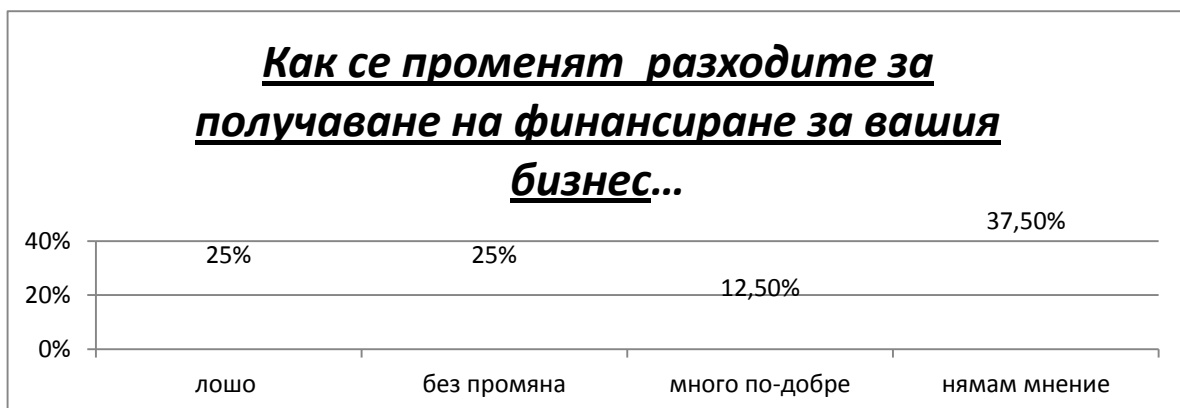 Как се променят разходите за
получаване на финансиране за вашия
бизнес...
37,50%
40%
25%
25%
12,50%
20%
0%
лошо
без промяна
много по-добре
нямам мнение